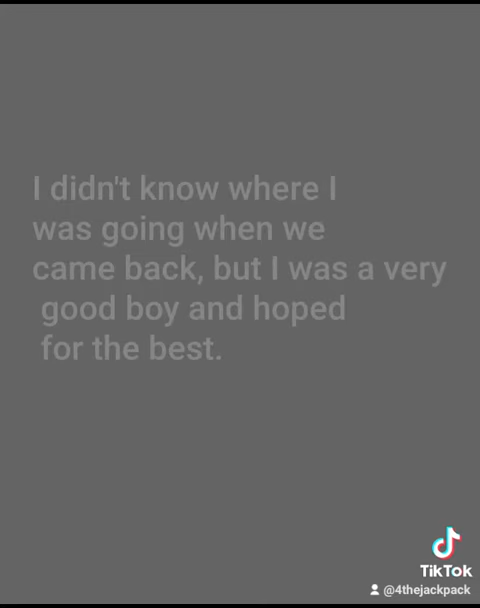 I didn't know where I
was going when we
came back, but I was a very
good boy and hoped
for the best.
TikTok
@4thejackpack